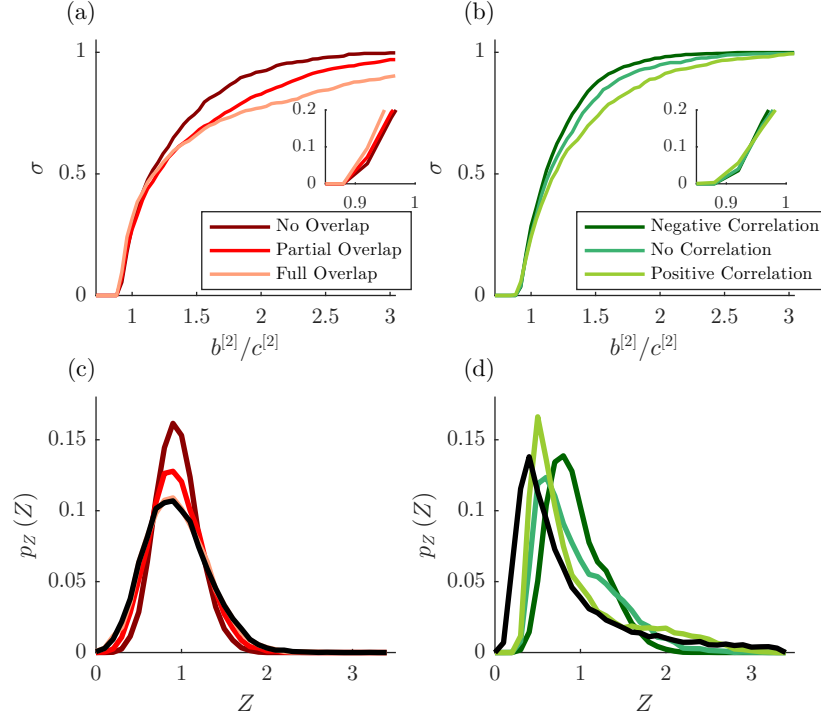 (a)
1
0.5
0
σ
0.2
0.1
0
0.9
1
No Overlap
Partial Overlap
Full Overlap
1
1.5
2
2.5
3
b^[2]/c^[2]
(b)
1
0.5
0
σ
0.2
0.1
0
0.9
1
Negative Correlation
No Correlation
Positive Correlation
1
1.5
2
2.5
3
b^[2]/c^[2]
(c)
0.15
0.1
0.05
0
p_Z (Z)
0
1
2
3
Z
(d)
0.15
0.1
0.05
0
p_Z (Z)
0
1
2
3
Z